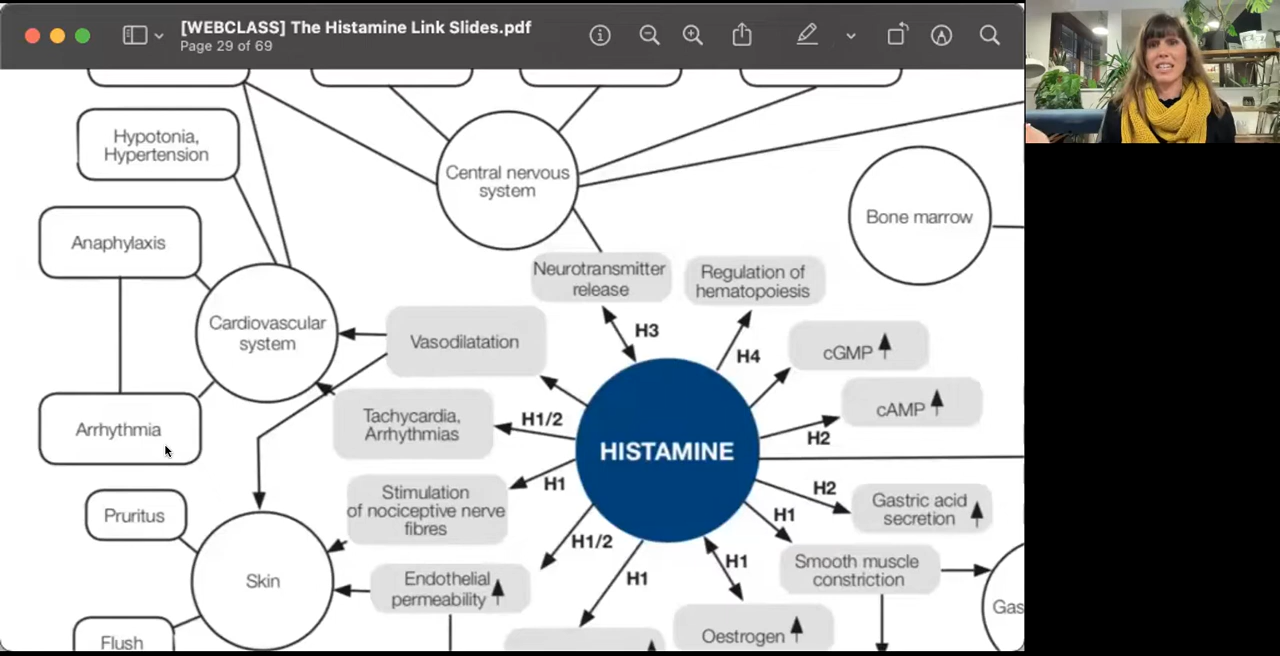 [WEBCLASS] The Histamine Link Slides.pdf
Page 29 of 69
Hypotonia,
Hypertension
Central nervous
system
Bone marrow
Anaphylaxis
Neurotransmitter
release
Regulation of
hematopoiesis
Cardiovascular
system
Vasodilatation
H3
H4
cGMP
Arrhythmia
Tachycardia,
Arrhythmias
H1/2
cAMP
H2
HISTAMINE
Stimulation
of nociceptive nerve
fibres
H1
H2
Gastric acid
secretion
Pruritus
H1/2
H1
Smooth muscle
constriction
Skin
Endothelial
permeability
H1
H1
Oestrogen
Gas
Flush